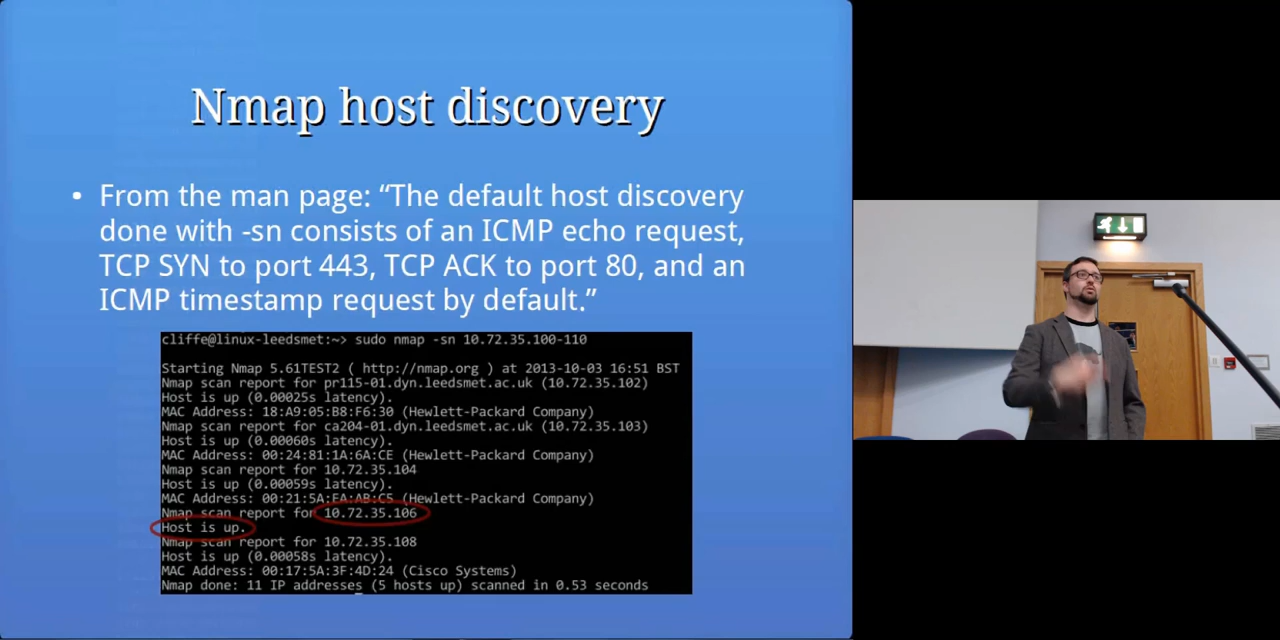 Nmap host discovery
• From the man page: “The default host discovery
done with -sn consists of an ICMP echo request,
TCP SYN to port 443, TCP ACK to port 80, and an
ICMP timestamp request by default.”
cliffe@linux-leedsmet:~> sudo nmap -sn 10.72.35.100-110
Starting Nmap 5.61TEST2 ( http://nmap.org ) at 2013-10-03 16:51 BST
Nmap scan report for pr115-01.dyn.leedsmet.ac.uk (10.72.35.102)
Host is up (0.00025s latency).
MAC Address: 18:A9:05:B8:F6:30 (Hewlett-Packard Company)
Nmap scan report for ca204-01.dyn.leedsmet.ac.uk (10.72.35.103)
Host is up (0.00060s latency).
MAC Address: 00:24:81:1A:6A:CE (Hewlett-Packard Company)
Nmap scan report for 10.72.35.104
Host is up (0.00059s latency).
MAC Address: 00:21:5A:EA:AB:C5 (Hewlett-Packard Company)
Nmap scan report for 10.72.35.106
Host is up.
Nmap scan report for 10.72.35.108
Host is up (0.00058s latency).
MAC Address: 00:17:5A:3F:4D:24 (Cisco Systems)
Nmap done: 11 IP addresses (5 hosts up) scanned in 0.53 seconds